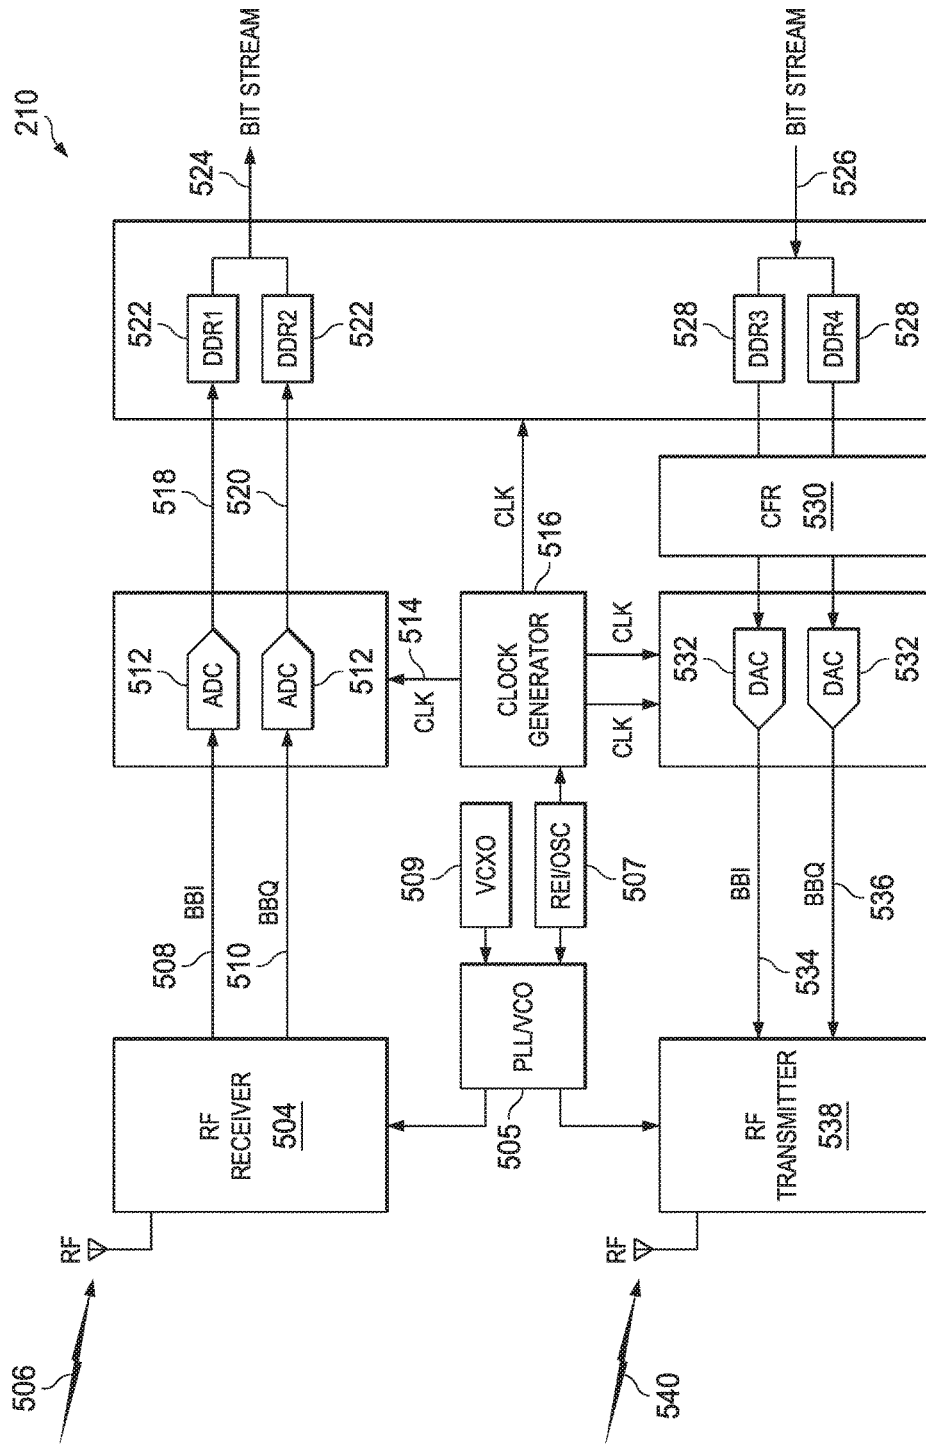 210
506
RF
RF
RECEIVER
504
508
BBI
510
BBQ
512
ADC
ADC
512
518
520
522
DDR1
DDR2
522
524
BIT STREAM
CLK
514
505
PLL/VCO
509
VCXO
REI/OSC
507
CLOCK
GENERATOR
516
CLK
CLK
CLK
540
RF
RF
TRANSMITTER
538
534
BBI
BBQ
536
532
DAC
DAC
532
CFR
530
528
DDR3
DDR4
528
526
BIT STREAM